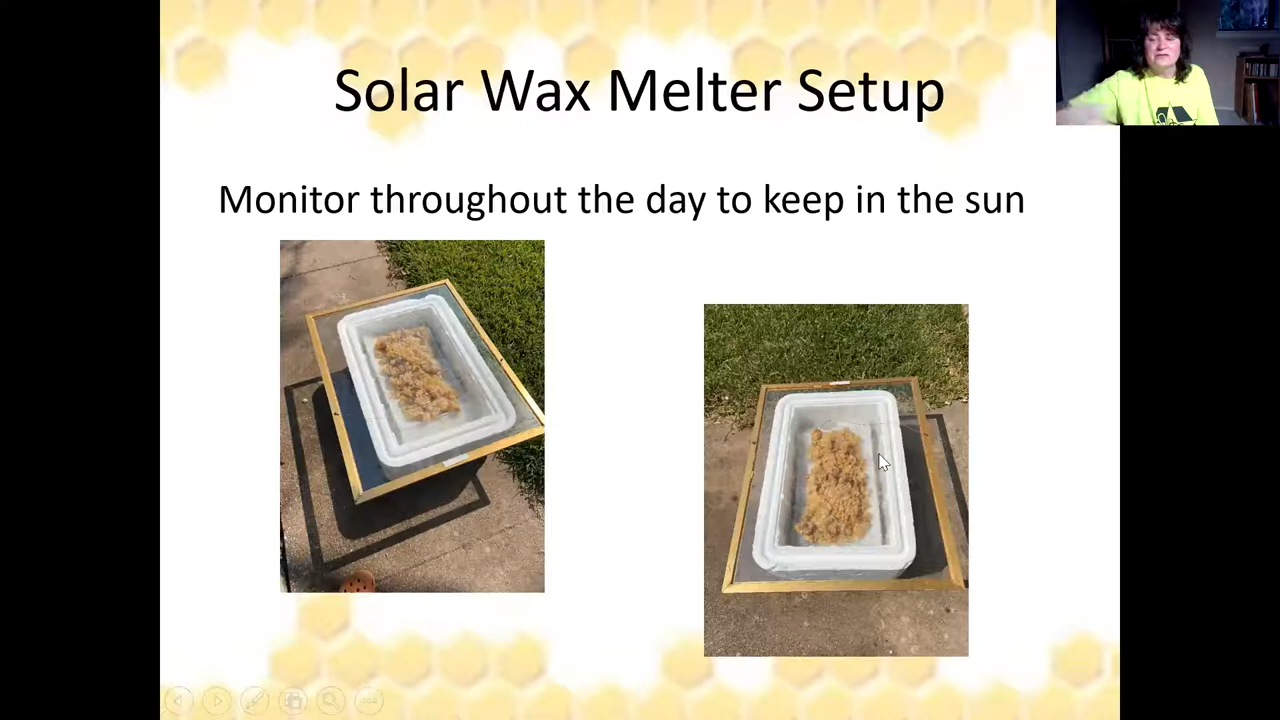 Solar Wax Melter Setup
Monitor throughout the day to keep in the sun